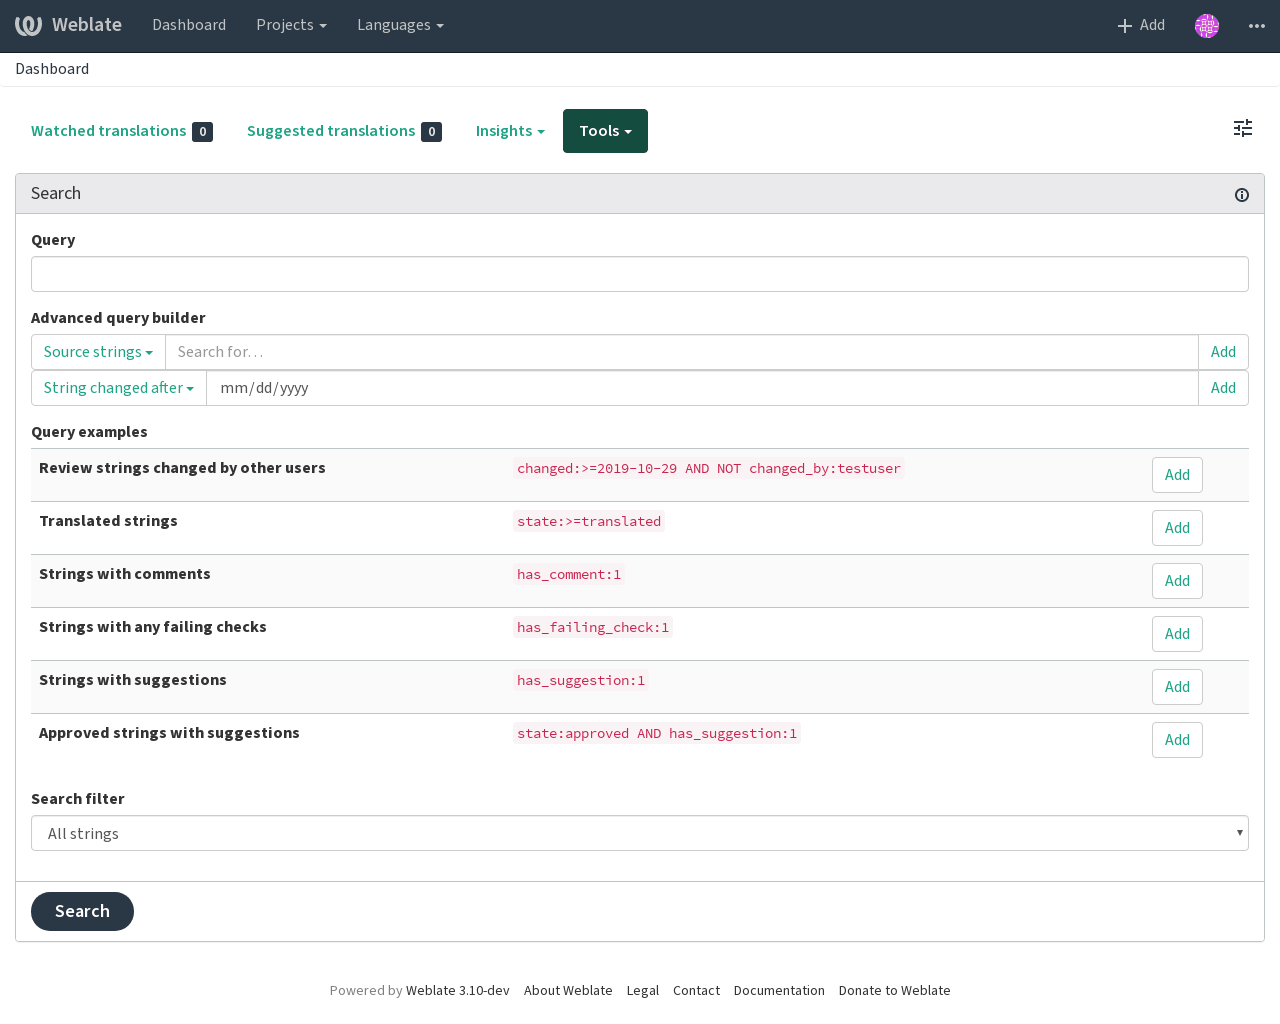 Weblate Dashboard Projects Languages Add
Dashboard
Watched translations 0 Suggested translations 0 Insights Tools
Search
Query
Advanced query builder
Source strings Search for… Add
String changed after mm/dd/yyyy Add
Query examples
Review strings changed by other users changed:>=2019-10-29 AND NOT changed_by:testuser Add
Translated strings state:>=translated Add
Strings with comments has_comment:1 Add
Strings with any failing checks has_failing_check:1 Add
Strings with suggestions has_suggestion:1 Add
Approved strings with suggestions state:approved AND has_suggestion:1 Add
Search filter
All strings
Search
Powered by Weblate 3.10-dev About Weblate Legal Contact Documentation Donate to Weblate